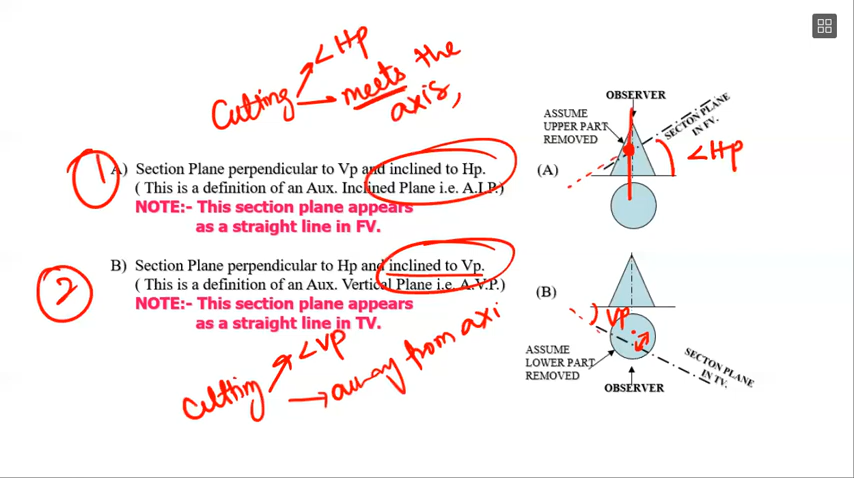 Cutting
< Hp
meets the
axis,
OBSERVER
ASSUME
UPPER PART
REMOVED
SECTON PLANE
IN FV.
(A)
< Hp
1
A) Section Plane perpendicular to Vp and inclined to Hp.
( This is a definition of an Aux. Inclined Plane i.e. A.I.P.)
NOTE:- This section plane appears
as a straight line in FV.
2
B) Section Plane perpendicular to Hp and inclined to Vp.
( This is a definition of an Aux. Vertical Plane i.e. A.V.P.)
NOTE:- This section plane appears
as a straight line in TV.
(B)
VP
ASSUME
LOWER PART
REMOVED
SECTON PLANE
IN TV.
OBSERVER
Cutting
< VP
away from axi